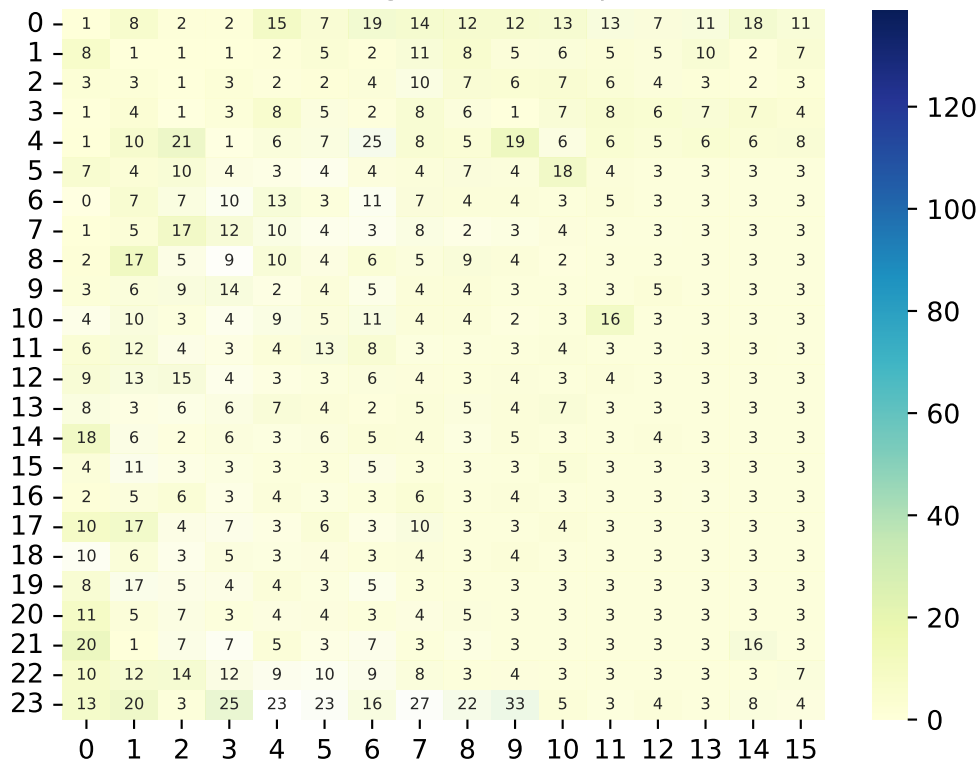 0 1 8 2 2 15 7 19 14 12 12 13 13 7 11 18 11
1 8 1 1 1 2 5 2 11 8 5 6 5 5 10 2 7
2 3 3 1 3 2 2 4 10 7 6 7 6 4 3 2 3
3 1 4 1 3 8 5 2 8 6 1 7 8 6 7 7 4
4 1 10 21 1 6 7 25 8 5 19 6 6 5 6 6 8
5 7 4 10 4 3 4 4 4 7 4 18 4 3 3 3 3
6 0 7 7 10 13 3 11 7 4 4 3 5 3 3 3 3
7 1 5 17 12 10 4 3 8 2 3 4 3 3 3 3 3
8 2 17 5 9 10 4 6 5 9 4 2 3 3 3 3 3
9 3 6 9 14 2 4 5 4 4 3 3 3 5 3 3 3
10 4 10 3 4 9 5 11 4 4 2 3 16 3 3 3 3
11 6 12 4 3 4 13 8 3 3 3 4 3 3 3 3 3
12 9 13 15 4 3 3 6 4 3 4 3 4 3 3 3 3
13 8 3 6 6 7 4 2 5 5 4 7 3 3 3 3 3
14 18 6 2 6 3 6 5 4 3 5 3 3 4 3 3 3
15 4 11 3 3 3 3 5 3 3 3 5 3 3 3 3 3
16 2 5 6 3 4 3 3 6 3 4 3 3 3 3 3 3
17 10 17 4 7 3 6 3 10 3 3 4 3 3 3 3 3
18 10 6 3 5 3 4 3 4 3 4 3 3 3 3 3 3
19 8 17 5 4 4 3 5 3 3 3 3 3 3 3 3 3
20 11 5 7 3 4 4 3 4 5 3 3 3 3 3 3 3
21 20 1 7 7 5 3 7 3 3 3 3 3 3 3 16 3
22 10 12 14 12 9 10 9 8 3 4 3 3 3 3 3 7
23 13 20 3 25 23 23 16 27 22 33 5 3 4 3 8 4
0 1 2 3 4 5 6 7 8 9 10 11 12 13 14 15
120
100
80
60
40
20
0